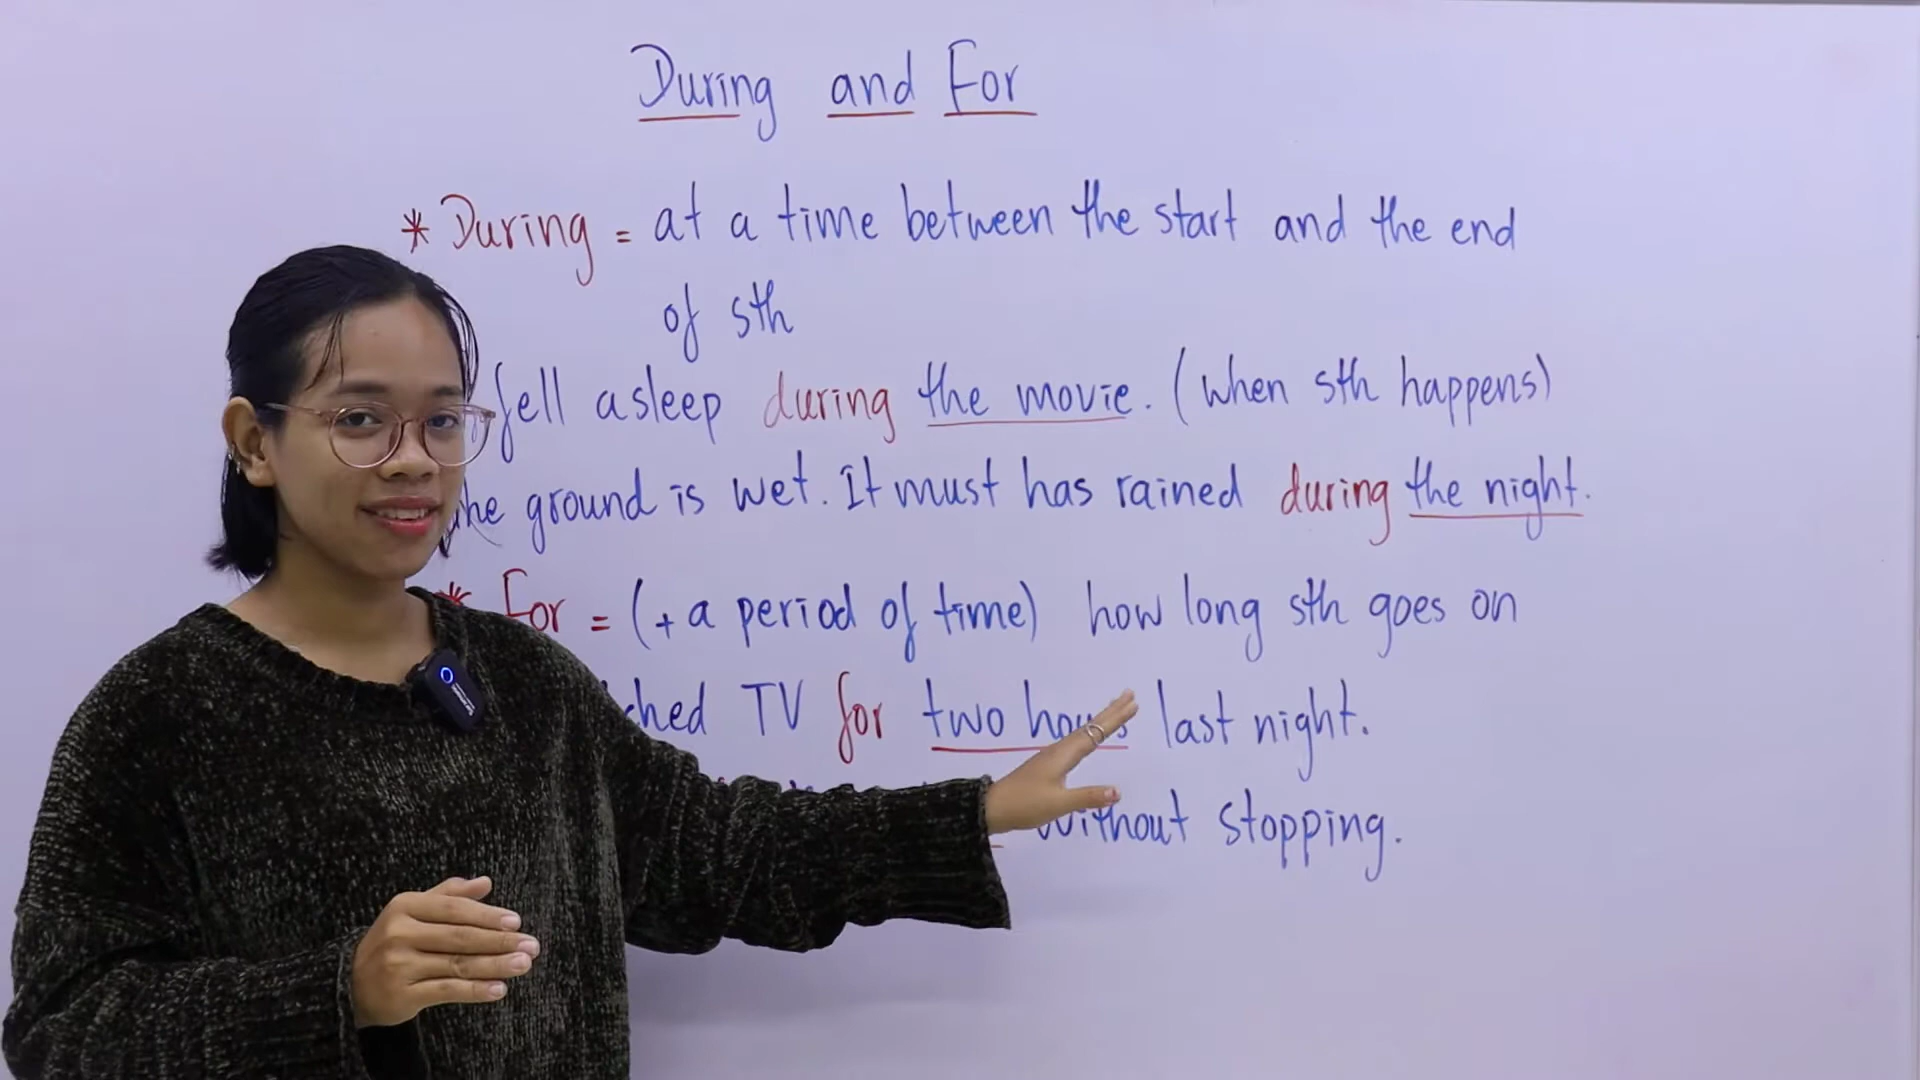 During and For
* During = at a time between the start and the end
of sth
fell asleep during the movie. (when sth happens)
ground is wet. It must has rained during the night.
* For = (+ a period of time) how long sth goes on
TV for two hours last night.
without stopping.